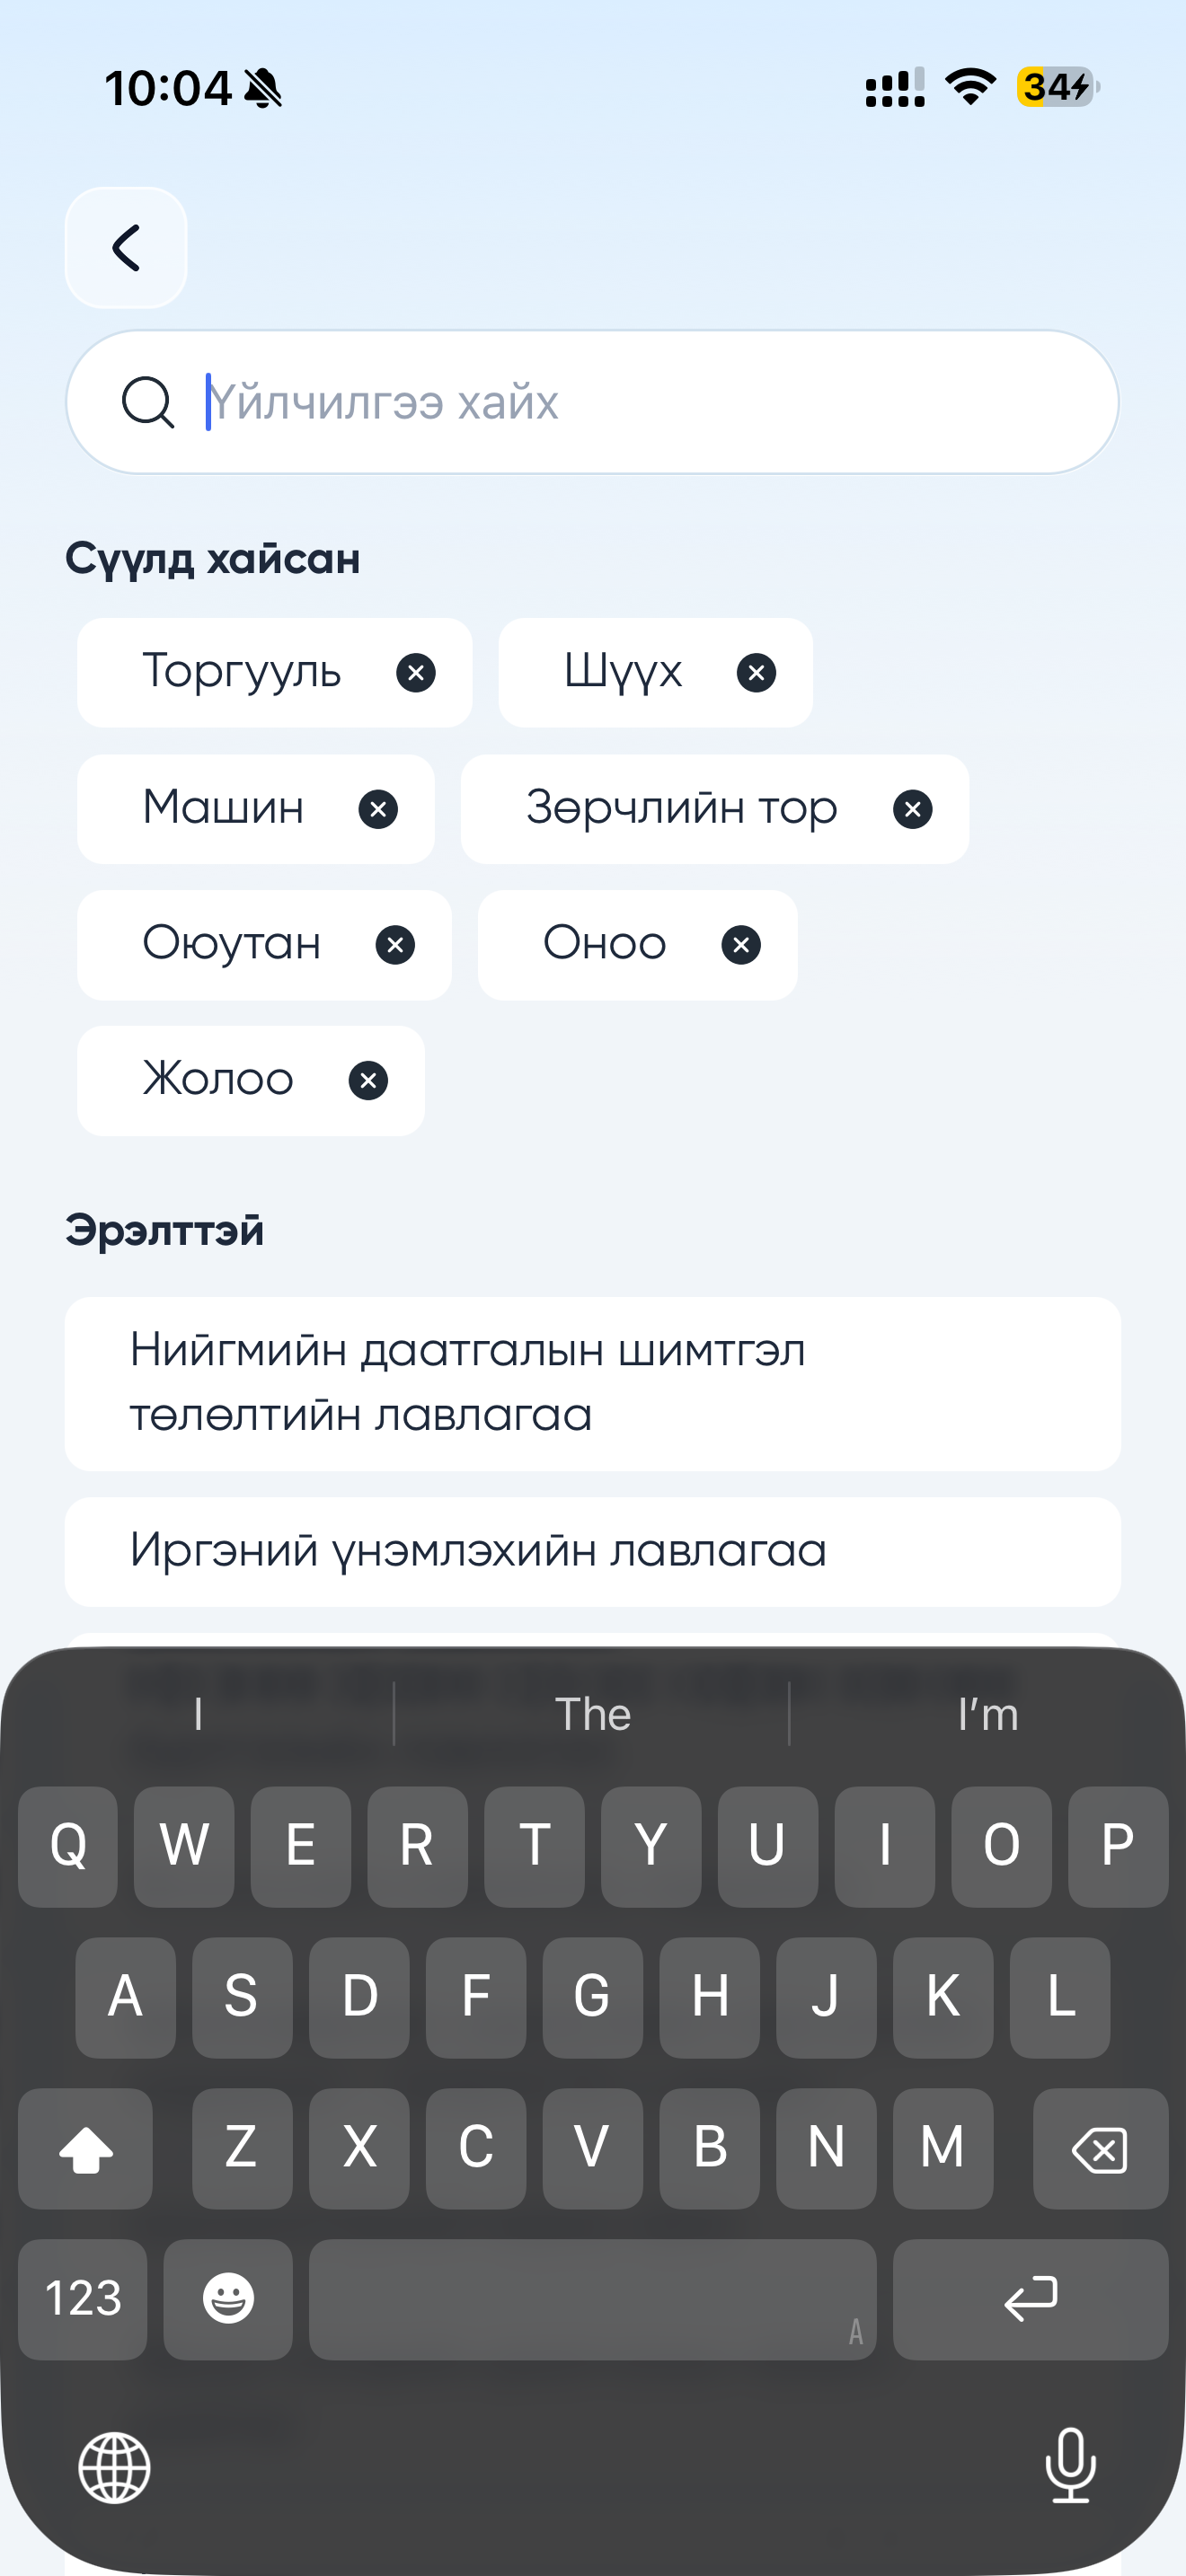 10:04
34
Үйлчилгээ хайх
Сүүлд хайсан
Торгууль
Шүүх
Машин
Зөрчлийн тор
Оюутан
Оноо
Жолоо
Эрэлттэй
Нийгмийн даатгалын шимтгэл
төлөлтийн лавлагаа
Иргэний үнэмлэхийн лавлагаа
I The I'm
Q W E R T Y U I O P
A S D F G H J K L
Z X C V B N M
123
A